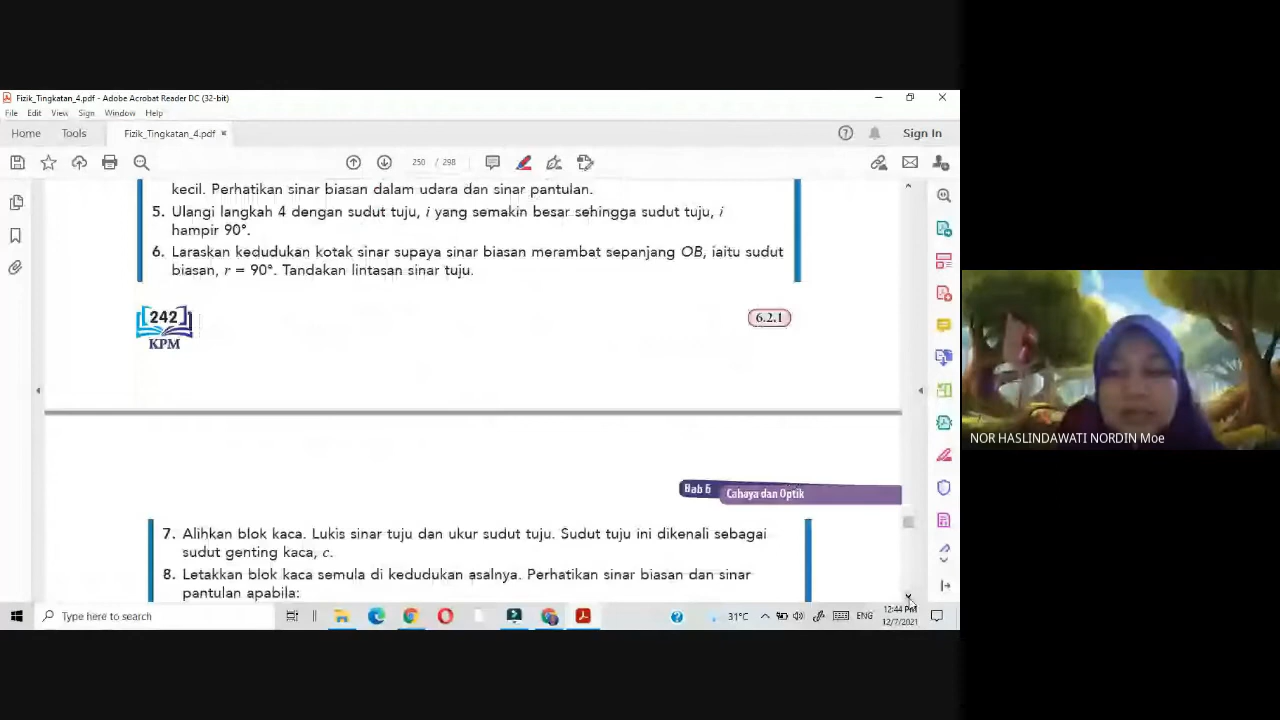 Fizik_Tingkatan_4.pdf - Adobe Acrobat Reader DC (32-bit)
File Edit View Sign Window Help
Home Tools Fizik_Tingkatan_4.pdf × Sign In
250 / 298
kecil. Perhatikan sinar biasan dalam udara dan sinar pantulan.
5. Ulangi langkah 4 dengan sudut tuju, i yang semakin besar sehingga sudut tuju, i
hampir 90°.
6. Laraskan kedudukan kotak sinar supaya sinar biasan merambat sepanjang OB, iaitu sudut
biasan, r = 90°. Tandakan lintasan sinar tuju.
242
KPM
6.2.1
Bab 6 Cahaya dan Optik
7. Alihkan blok kaca. Lukis sinar tuju dan ukur sudut tuju. Sudut tuju ini dikenali sebagai
sudut genting kaca, c.
8. Letakkan blok kaca semula di kedudukan asalnya. Perhatikan sinar biasan dan sinar
pantulan apabila:
Type here to search
31°C
ENG
12:44 PM
12/7/2021
NOR HASLINDAWATI NORDIN Moe